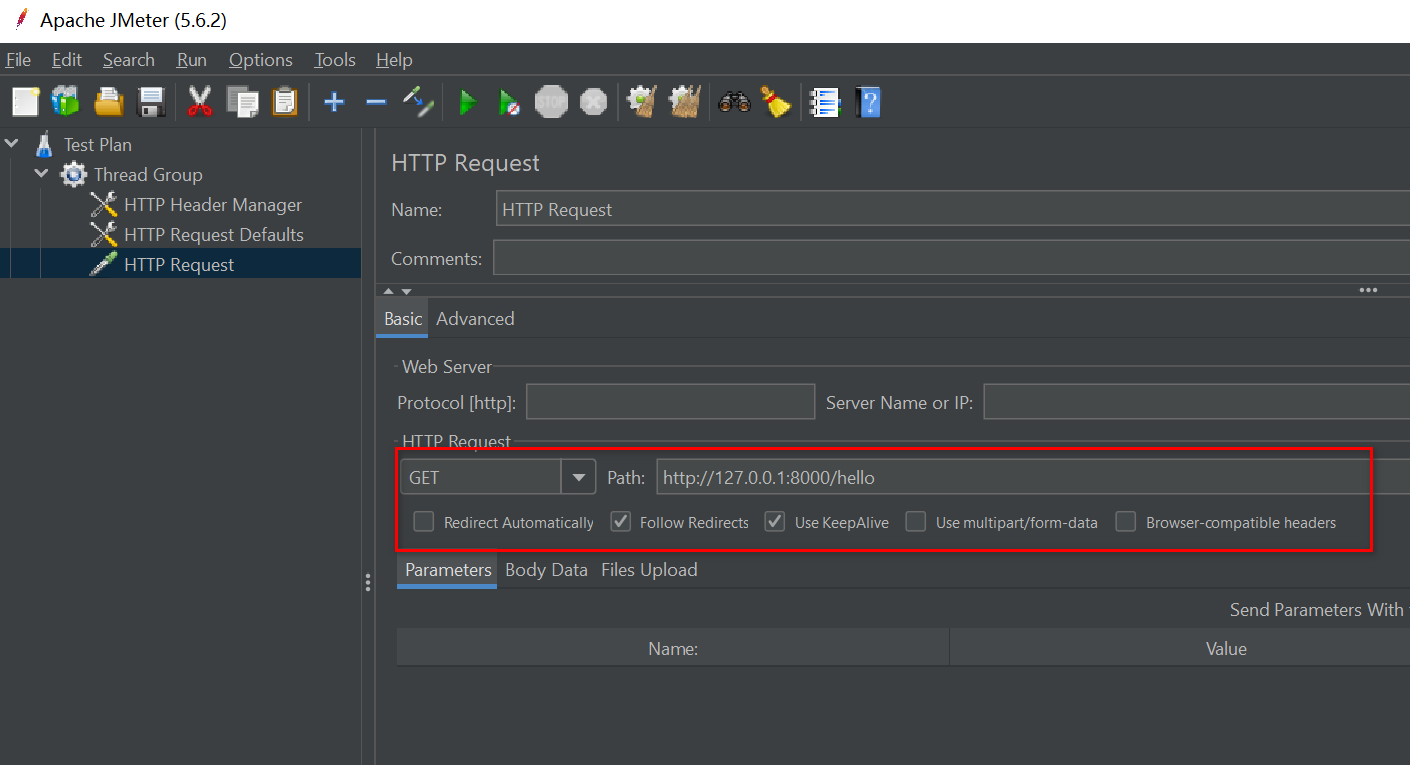 Apache JMeter (5.6.2)
File Edit Search Run Options Tools Help
STOP
?
Test Plan
Thread Group
HTTP Header Manager
HTTP Request Defaults
HTTP Request
HTTP Request
Name: HTTP Request
Comments:
Basic Advanced
Web Server
Protocol [http]: Server Name or IP:
HTTP Request
GET Path: http://127.0.0.1:8000/hello
Redirect Automatically Follow Redirects Use KeepAlive Use multipart/form-data Browser-compatible headers
Parameters Body Data Files Upload
Send Parameters With
Name: Value